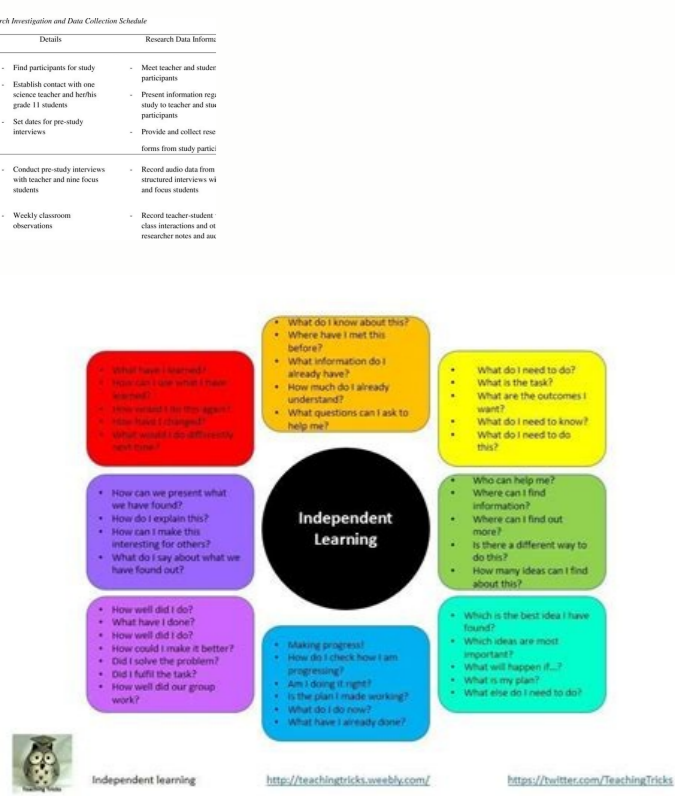 rch Investigation and Data Collection Schedule
Details
Research Data Informa
- Find participants for study
- Establish contact with one
science teacher and her/his
grade 11 students
- Set dates for pre-study
interviews
- Meet teacher and studen
participants
- Present information rega
study to teacher and stu
participants
- Provide and collect rese
forms from study partici
- Conduct pre-study interviews
with teacher and nine focus
students
- Record audio data from
structured interviews wi
and focus students
- Weekly classroom
observations
- Record teacher-student
class interactions and ot
researcher notes and au
• What do I know about this?
• Where have I met this
before?
• What information do I
already have?
• How much do I already
understand?
• What questions can I ask to
help me?
• What have I learned?
• How can I use what I have
learned?
• How would I do this again?
• How have I changed?
• What would I do differently
next time?
• What do I need to do?
• What is the task?
• What are the outcomes I
want?
• What do I need to know?
• What do I need to do
this?
• How can we present what
we have found?
• How do I explain this?
• How can I make this
interesting for others?
• What do I say about what we
have found out?
Independent
Learning
• Who can help me?
• Where can I find
information?
• Where can I find out
more?
• Is there a different way to
do this?
• How many ideas can I find
about this?
• How well did I do?
• What have I done?
• How well did I do?
• How could I make it better?
• Did I solve the problem?
• Did I fulfil the task?
• How well did our group
work?
• Making progress!
• How do I check how I am
progressing?
• Am I doing it right?
• Is the plan I made working?
• What do I do now?
• What have I already done?
• Which is the best idea I have
found?
• Which ideas are most
important?
• What will happen if...?
• What is my plan?
• What else do I need to do?
Teaching Tricks
Independent learning
http://teachingtricks.weebly.com/
https://twitter.com/TeachingTricks